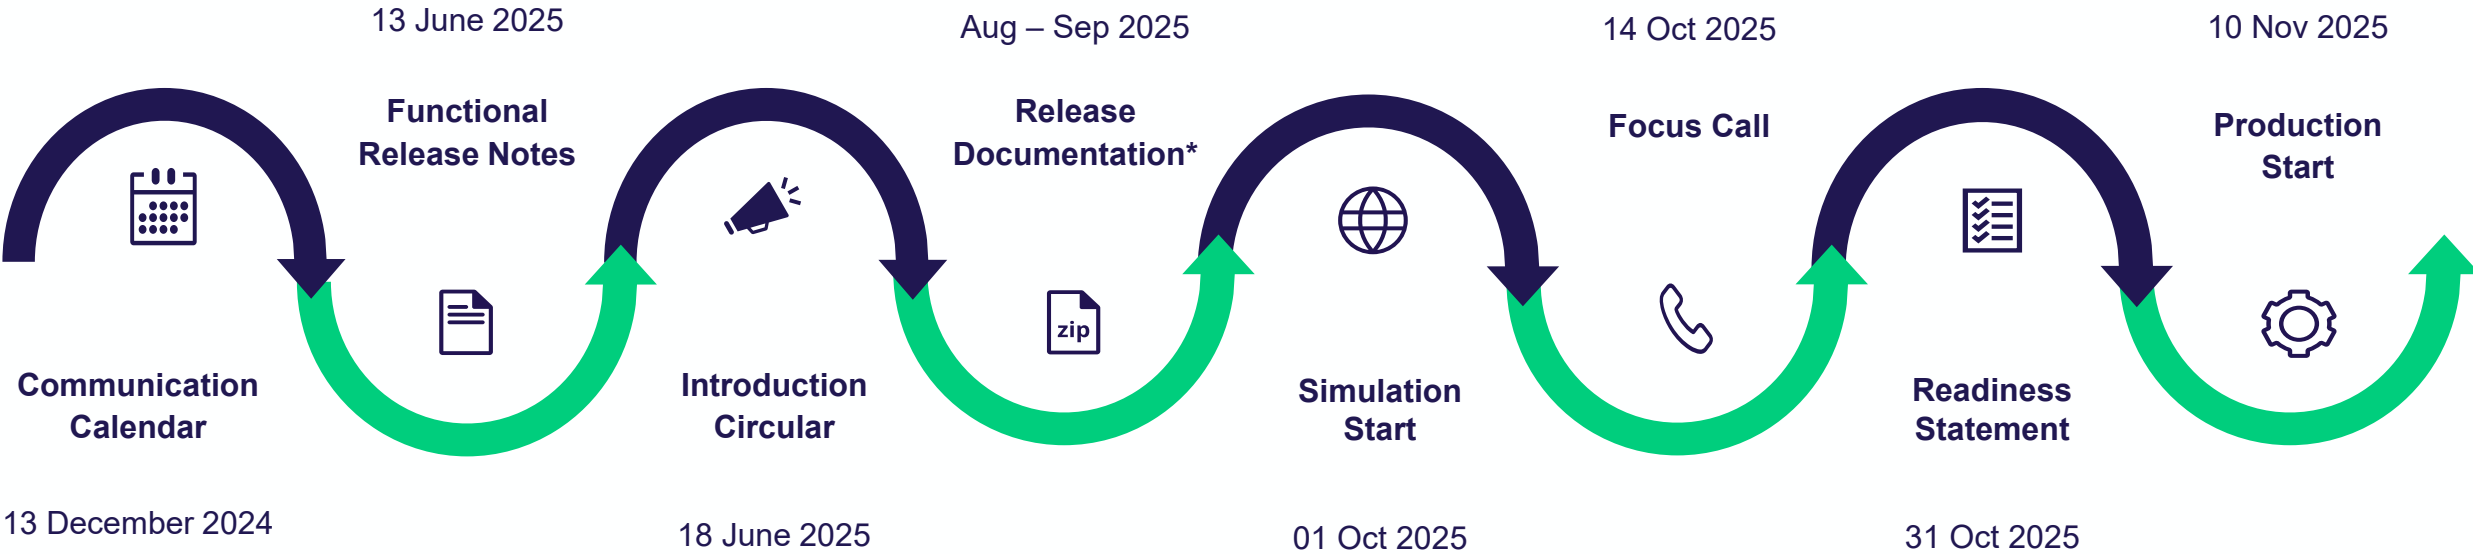 13 June 2025
Aug – Sep 2025
14 Oct 2025
10 Nov 2025
Functional
Release Notes
Release
Documentation*
Focus Call
Production
Start
zip
Communication
Calendar
Introduction
Circular
Simulation
Start
Readiness
Statement
13 December 2024
18 June 2025
01 Oct 2025
31 Oct 2025